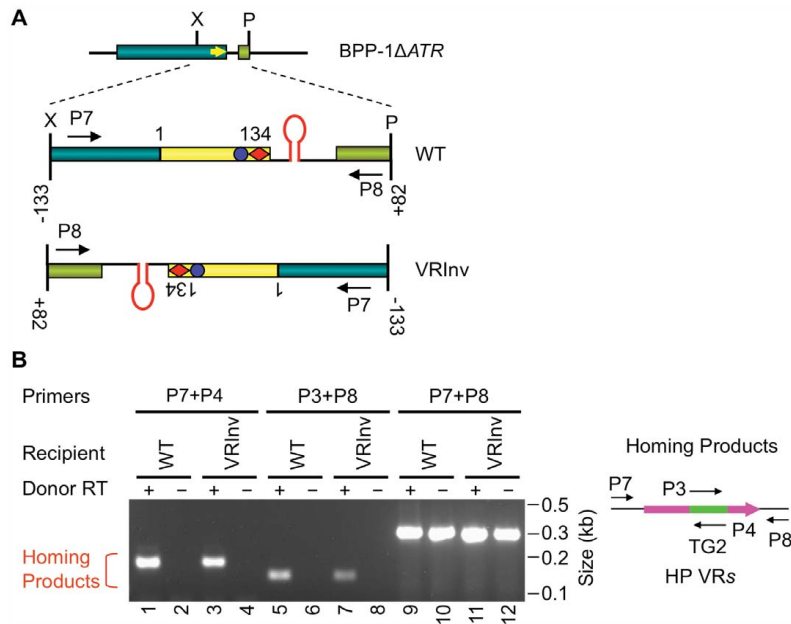 A
X P
BPP-1ΔATR
X P7 1 134 P
WT
P8
-133 +82
P8
VRInv
134 1 P7
+82 -133
B
Primers P7+P4 P3+P8 P7+P8
Recipient WT VRInv WT VRInv WT VRInv
Donor RT + - + - + - + - + - + -
0.5
0.3
0.2
0.1
Size (kb)
Homing
Products
1 2 3 4 5 6 7 8 9 10 11 12
Homing Products
P7 P3
P4 P8
TG2
HP VRs